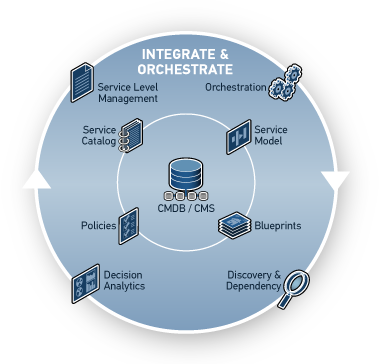 INTEGRATE &
ORCHESTRATE
Service Level
Management
Orchestration
Service
Catalog
Service
Model
CMDB / CMS
Policies
Blueprints
Decision
Analytics
Discovery &
Dependency